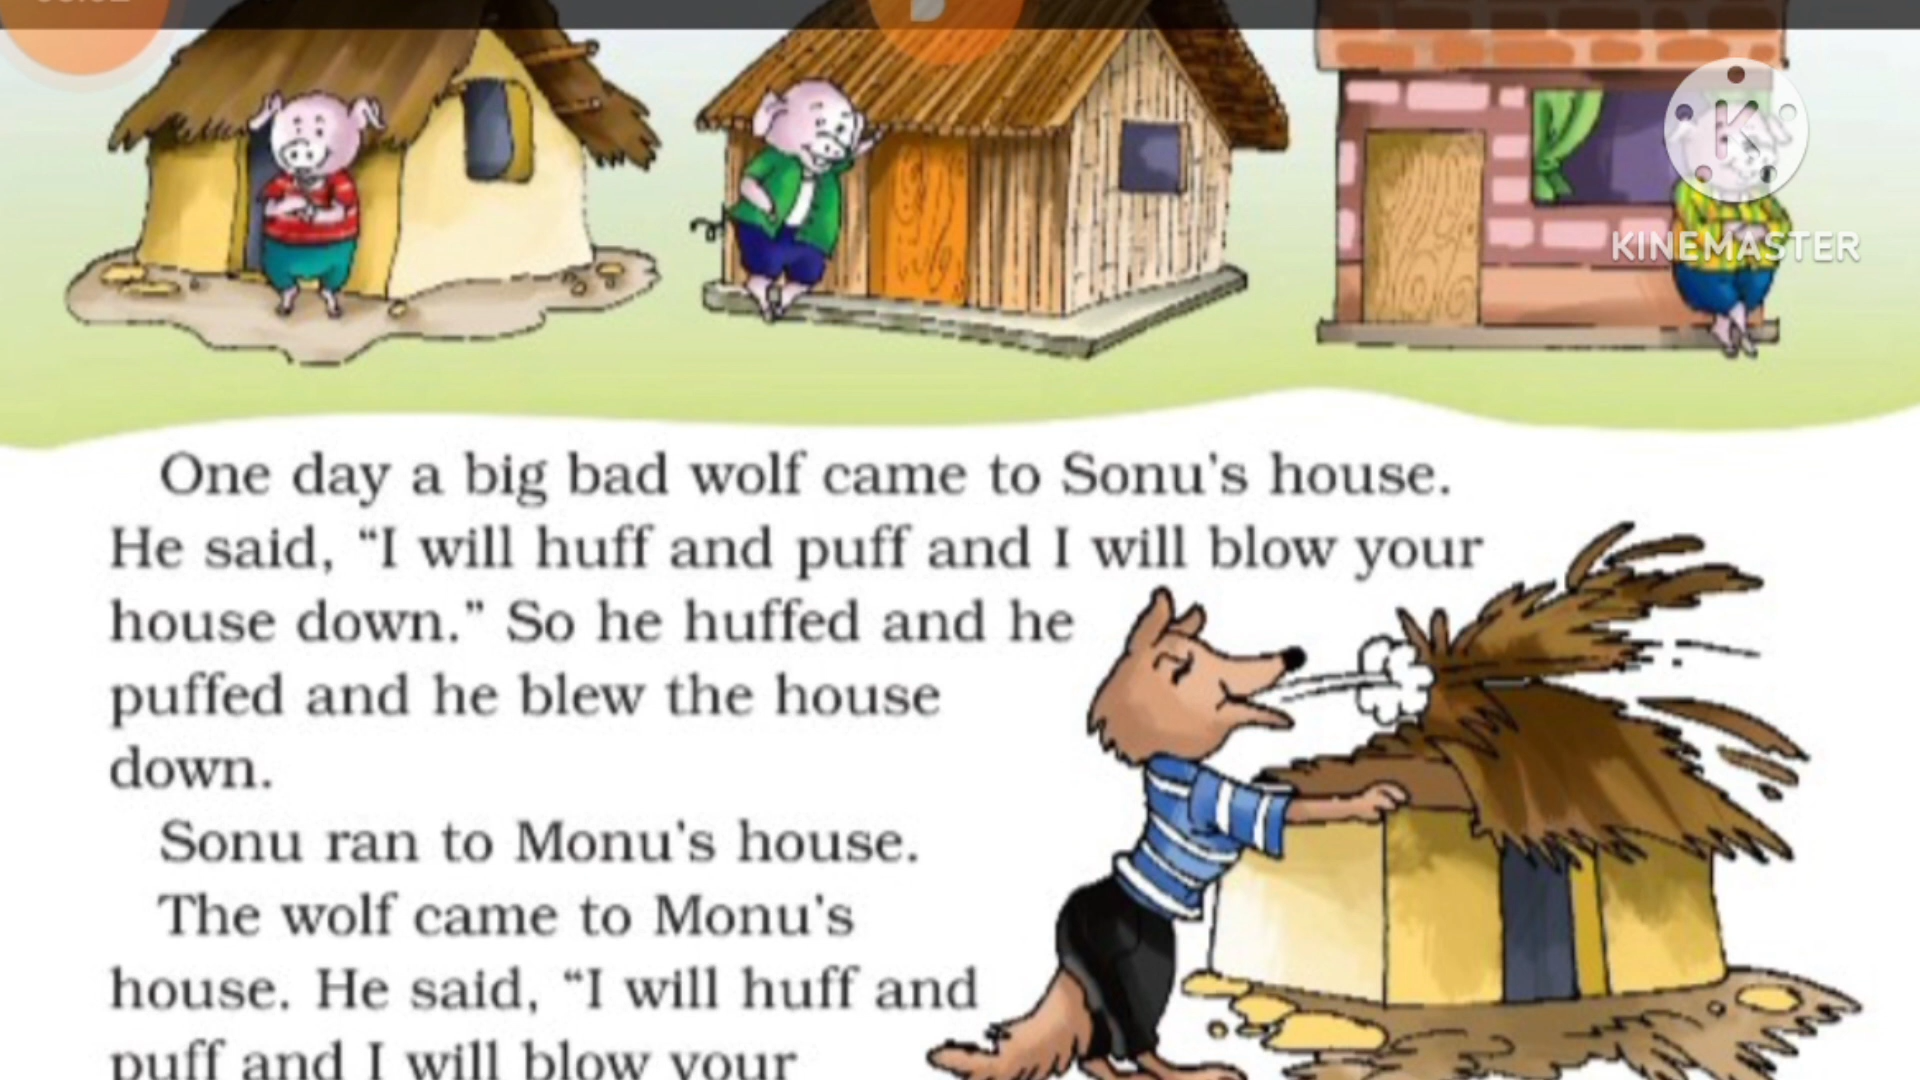 KINEMASTER
One day a big bad wolf came to Sonu's house.
He said, “I will huff and puff and I will blow your
house down.” So he huffed and he
puffed and he blew the house
down.
Sonu ran to Monu's house.
The wolf came to Monu's
house. He said, “I will huff and
puff and I will blow your